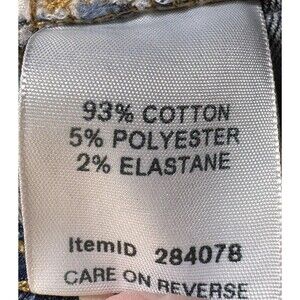 93% COTTON
5% POLYESTER
2% ELASTANE
ItemID 284078
CARE ON REVERSE